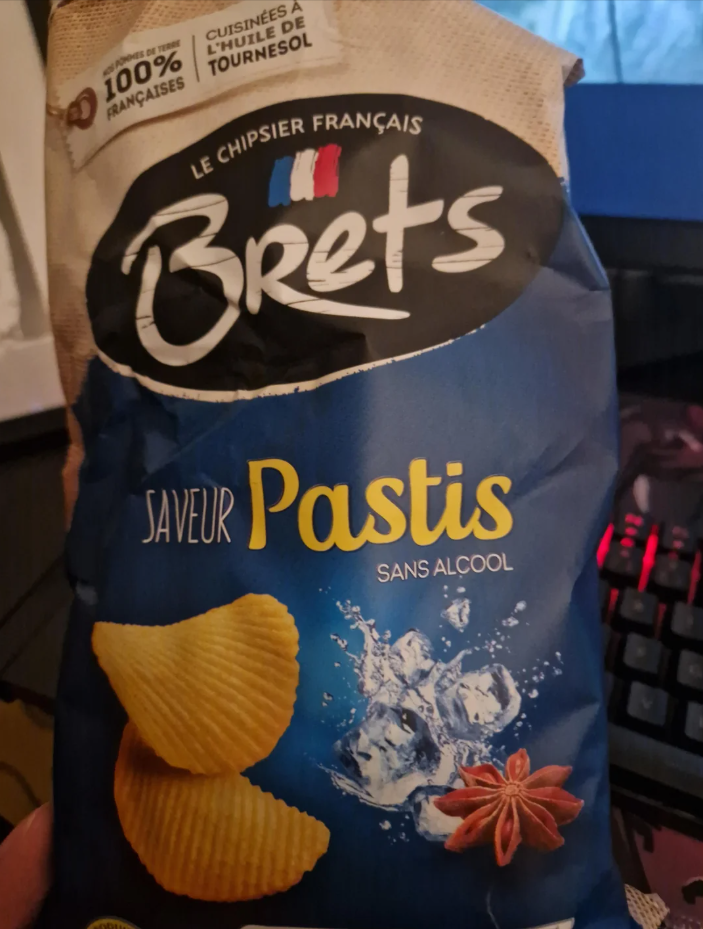 NOS POMMES DE TERRE
100%
FRANÇAISES
CUISINÉES À
L'HUILE DE
TOURNESOL
LE CHIPSIER FRANÇAIS
Brets
SAVEUR Pastis
SANS ALCOOL